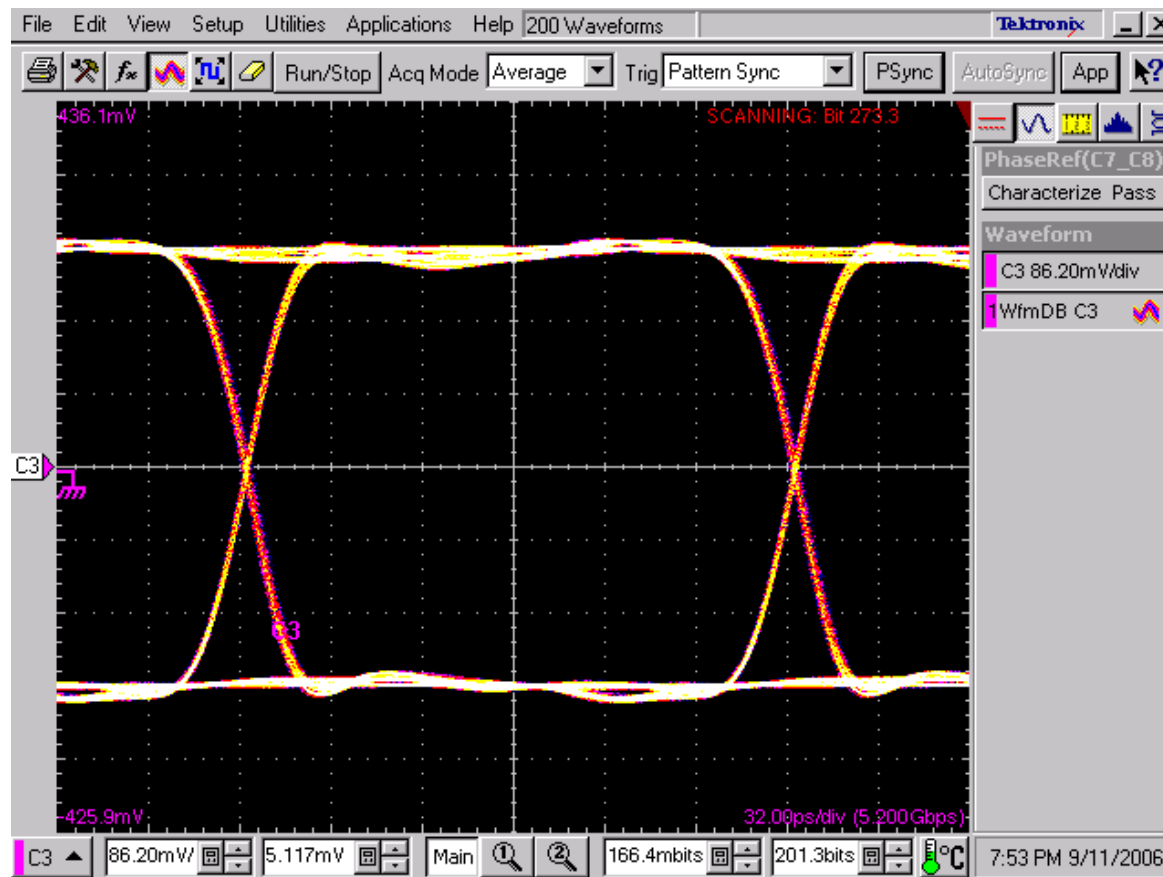 File Edit View Setup Utilities Applications Help 200 Waveforms Tektronix
Run/Stop Acq Mode Average Trig Pattern Sync PSync AutoSync App
436.1mV SCANNING: Bit 273.3
PhaseRef(C7_C8)
Characterize Pass
Waveform
C3 86.20mV/div
1 WfmDB C3
C3
C3
-425.9mV 32.00ps/div (5.200Gbps)
C3 86.20mV/ 5.117mV Main 1 2 166.4mbits 201.3bits °C 7:53 PM 9/11/2006